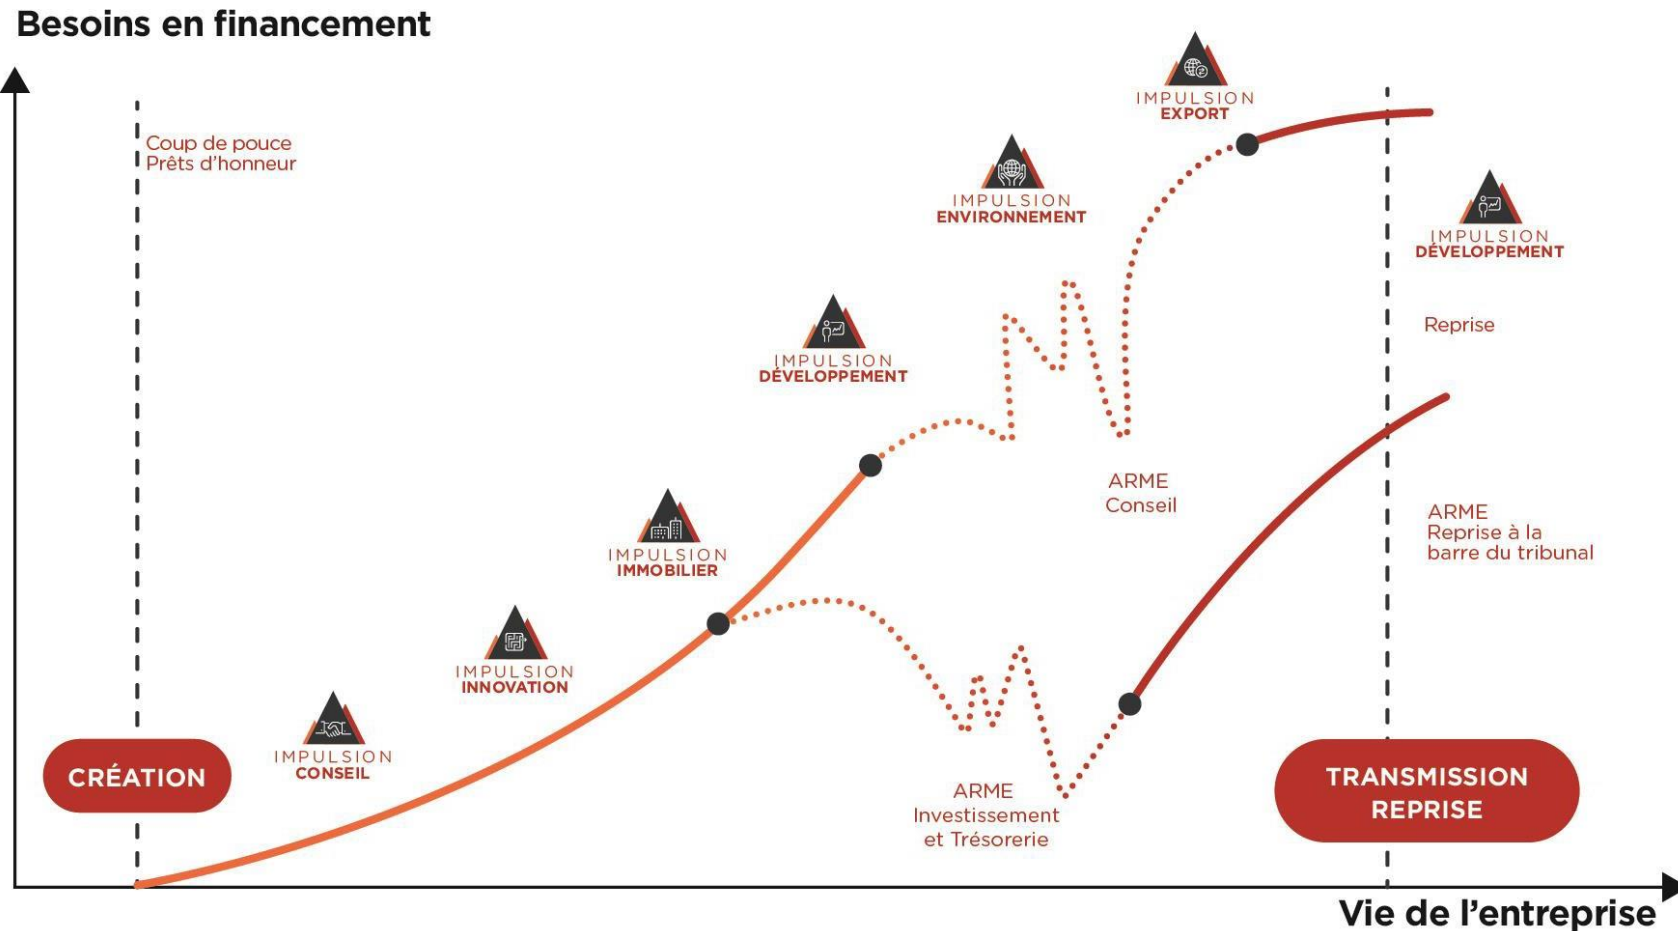 Besoins en financement
Coup de pouce
Prêts d'honneur
IMPULSION
EXPORT
IMPULSION
ENVIRONNEMENT
IMPULSION
DÉVELOPPEMENT
Reprise
IMPULSION
DÉVELOPPEMENT
ARME
Conseil
ARME
Reprise à la
barre du tribunal
IMPULSION
IMMOBILIER
IMPULSION
INNOVATION
IMPULSION
CONSEIL
CRÉATION
ARME
Investissement
et Trésorerie
TRANSMISSION
REPRISE
Vie de l'entreprise